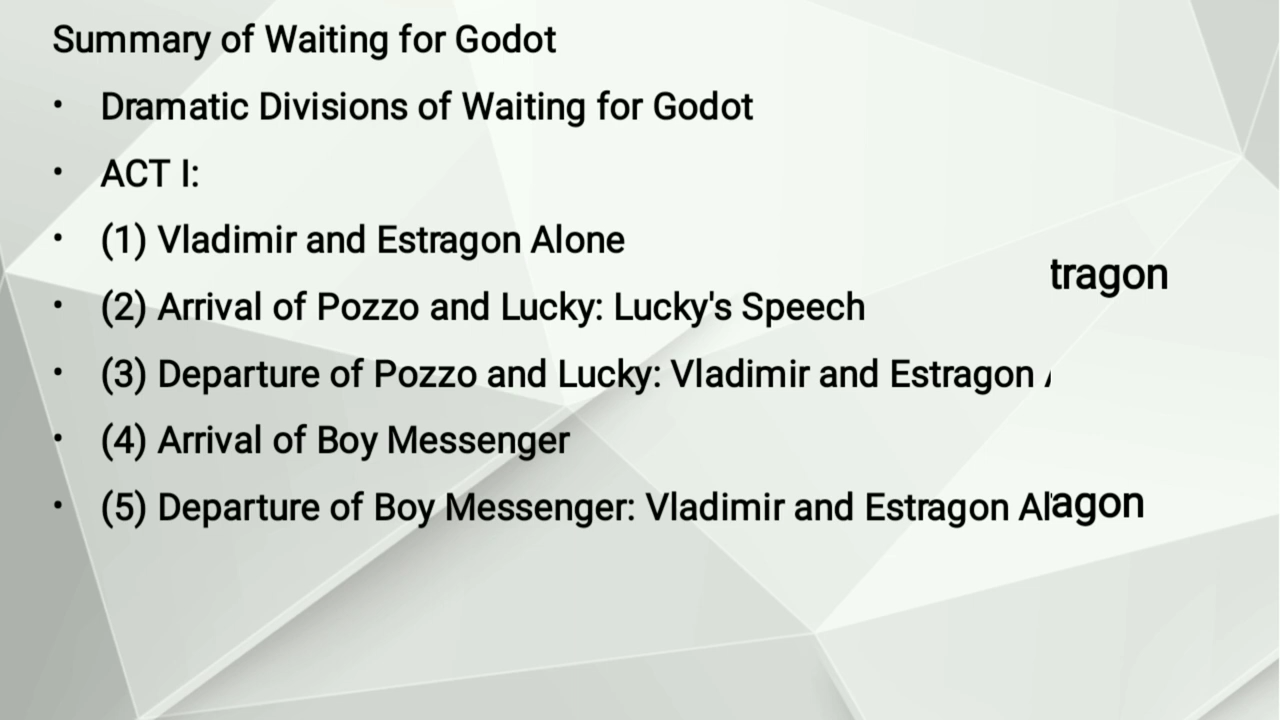 Summary of Waiting for Godot
• Dramatic Divisions of Waiting for Godot
• ACT I:
• (1) Vladimir and Estragon Alone
tragon
• (2) Arrival of Pozzo and Lucky: Lucky's Speech
• (3) Departure of Pozzo and Lucky: Vladimir and Estragon
• (4) Arrival of Boy Messenger
• (5) Departure of Boy Messenger: Vladimir and Estragon Al
agon